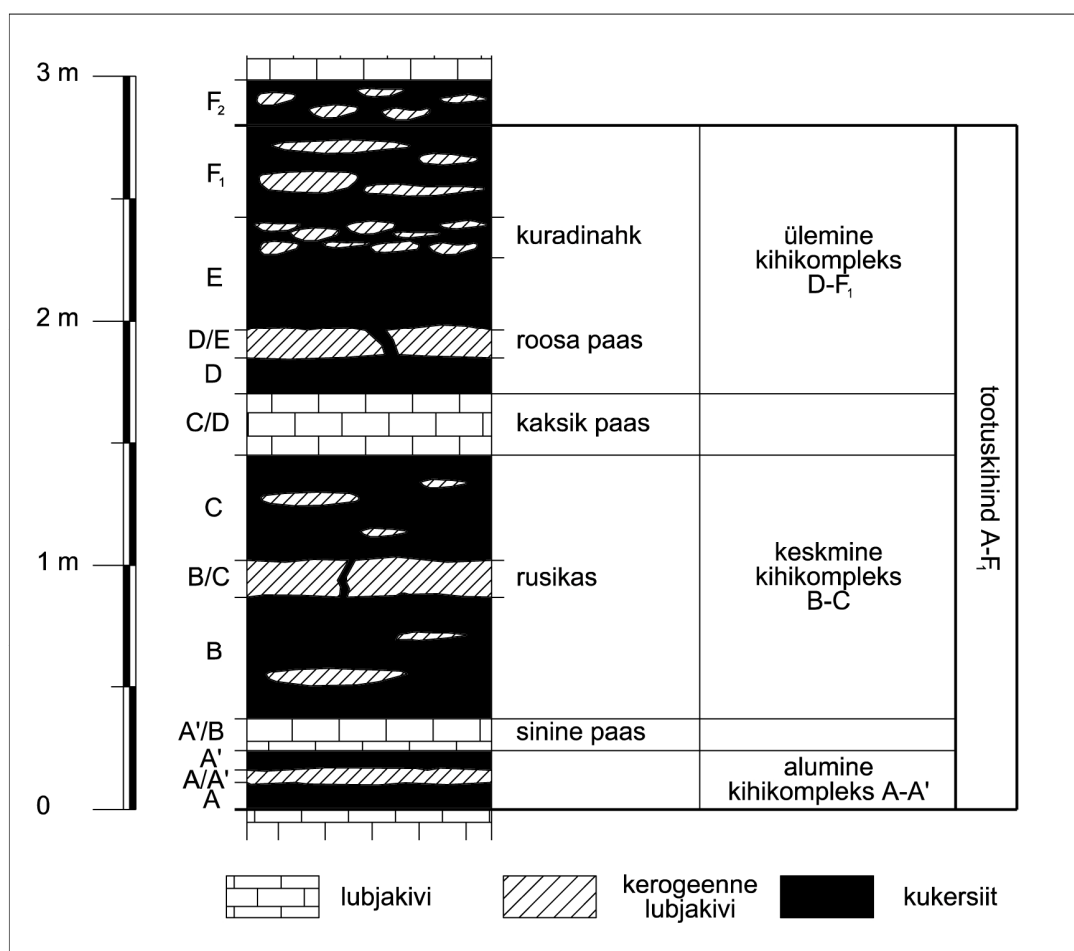 3 m
2 m
1 m
0
F₂
F₁
E
D/E
D
C/D
C
B/C
B
A'/B
A'
A/A'
A
kuradinahk
roosa paas
kaksik paas
rusikas
sinine paas
ülemine
kihikompleks
D-F₁
keskmine
kihikompleks
B-C
alumine
kihikompleks A-A'
tootuskihind A-F₁
lubjakivi
kerogeenne
lubjakivi
kukersiit